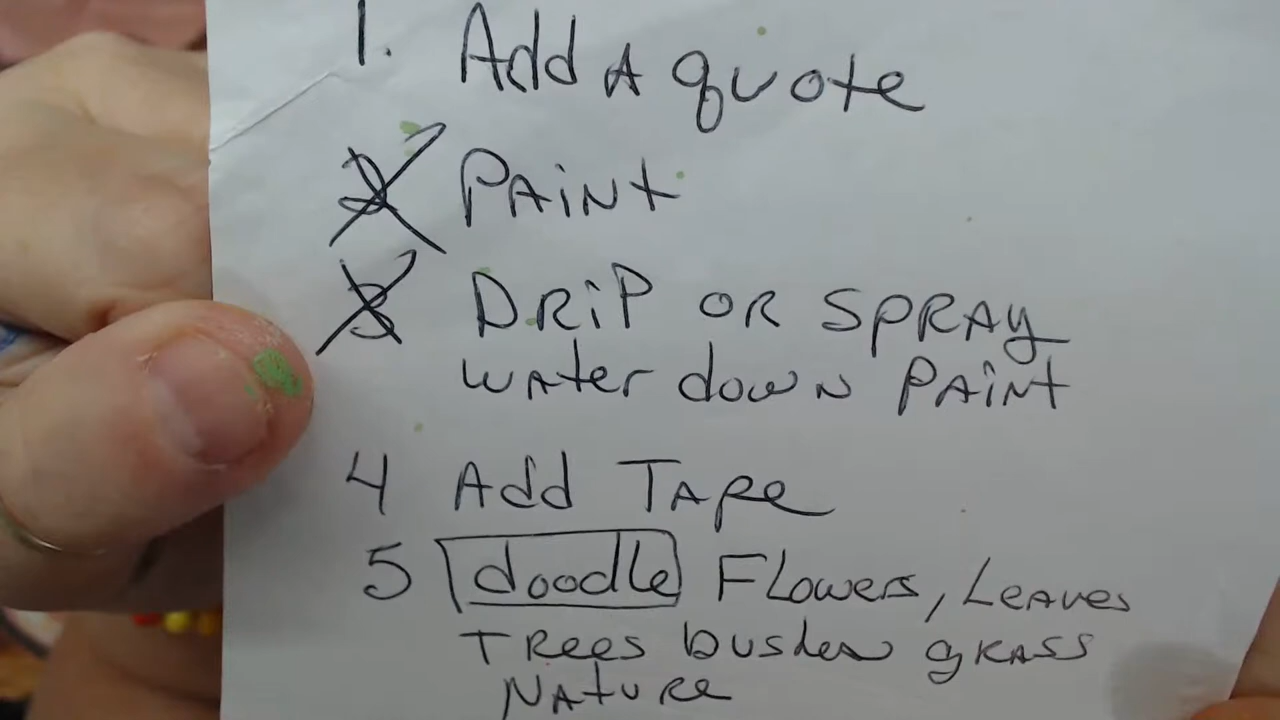 1. Add A quote
2 PAiNt
3 DRiP OR SPRAY
water down PAiNt
4 Add TAPe
5 doodle Flowers, Leaves
Trees bushes gRASS
NAtuRe